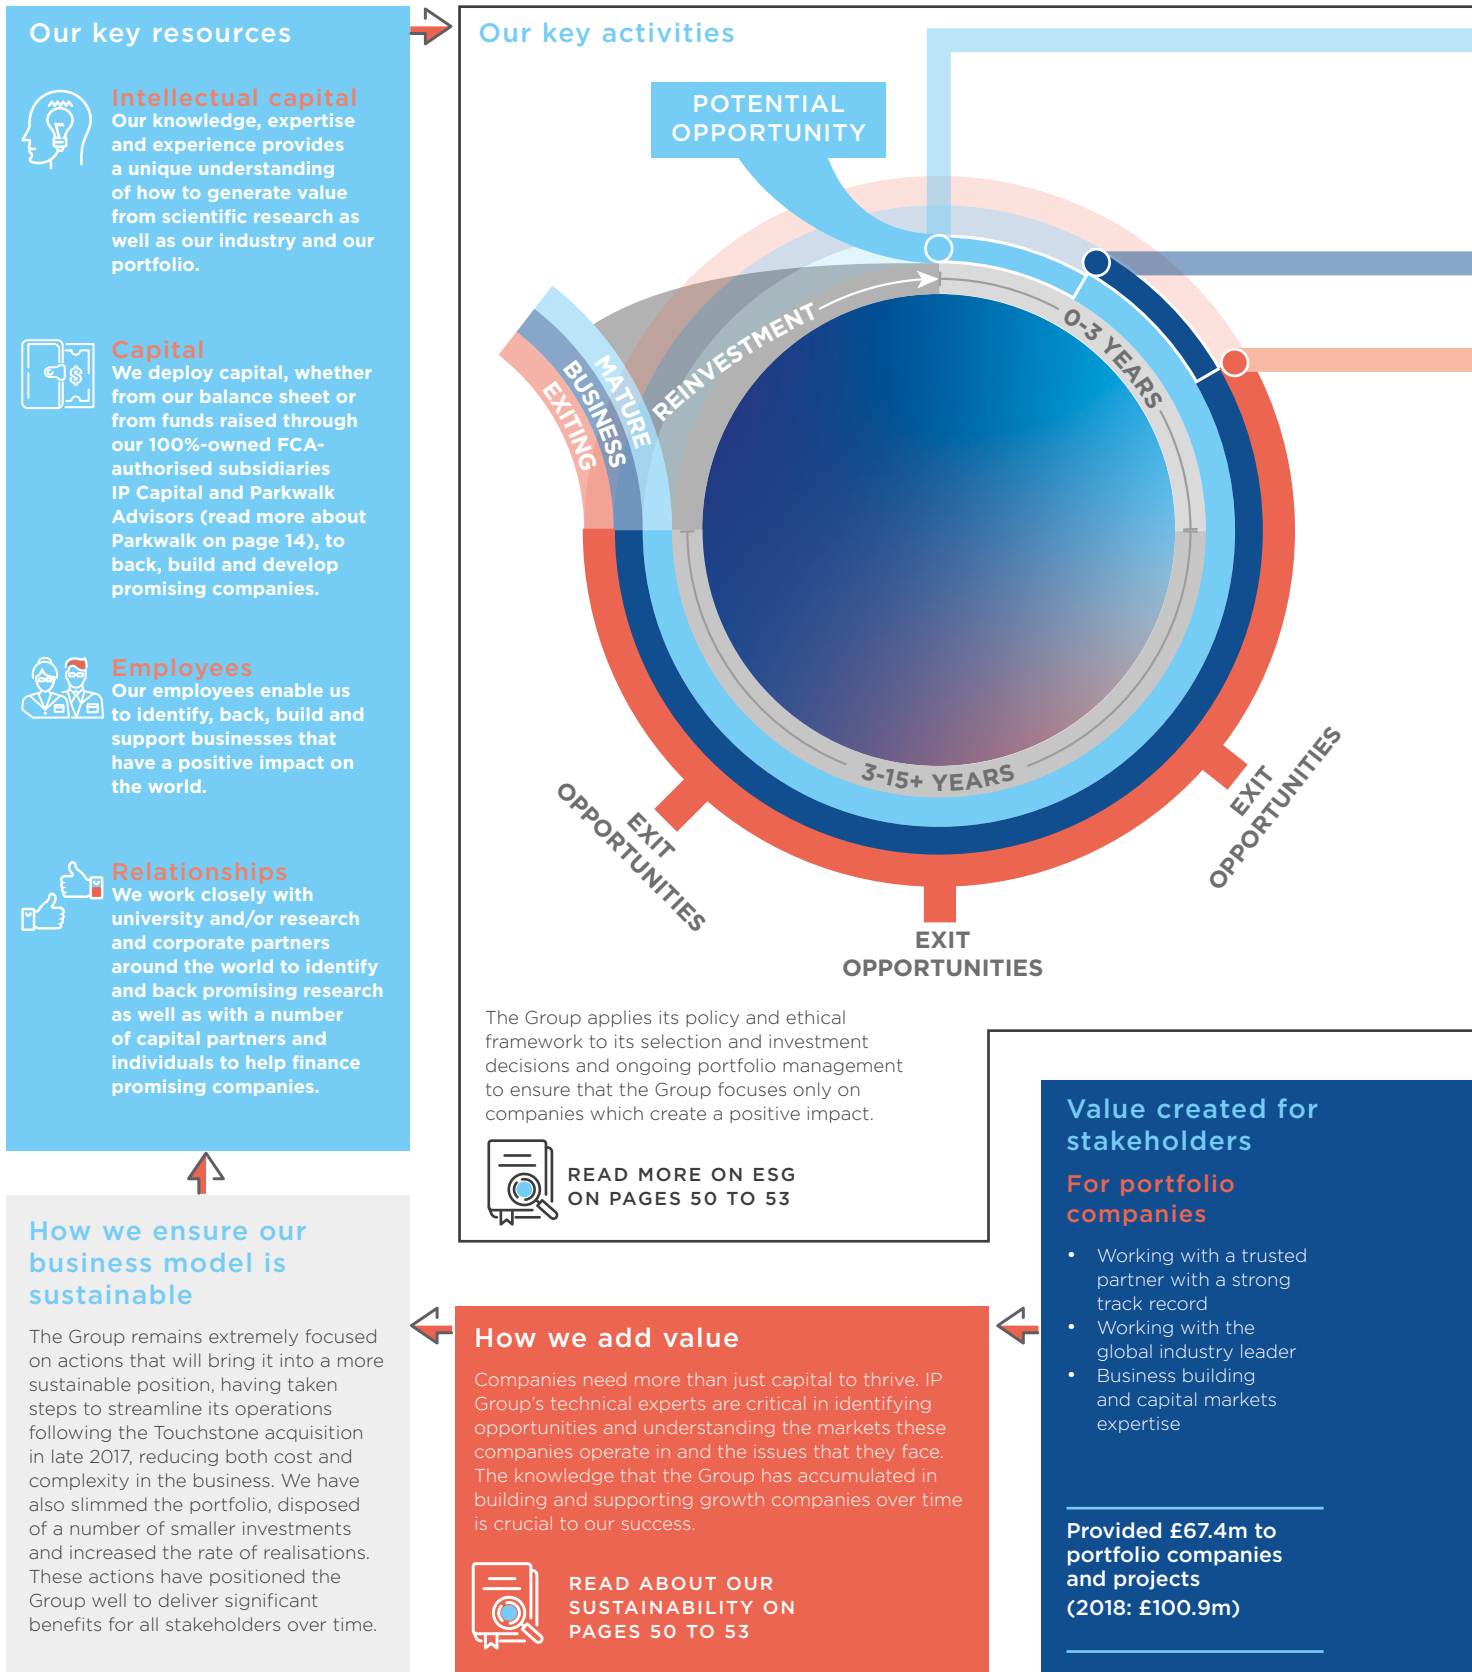 Our key resources
Intellectual capital
Our knowledge, expertise
and experience provides
a unique understanding
of how to generate value
from scientific research as
well as our industry and our
portfolio.
Capital
We deploy capital, whether
from our balance sheet or
from funds raised through
our 100%-owned FCA-
authorised subsidiaries
IP Capital and Parkwalk
Advisors (read more about
Parkwalk on page 14), to
back, build and develop
promising companies.
Employees
Our employees enable us
to identify, back, build and
support businesses that
have a positive impact on
the world.
Relationships
We work closely with
university and/or research
and corporate partners
around the world to identify
and back promising research
as well as with a number
of capital partners and
individuals to help finance
promising companies.
Our key activities
POTENTIAL
OPPORTUNITY
MATURE
BUSINESS
EXITING
REINVESTMENT
0-3 YEARS
3-15+ YEARS
EXIT
OPPORTUNITIES
EXIT
OPPORTUNITIES
EXIT
OPPORTUNITIES
The Group applies its policy and ethical
framework to its selection and investment
decisions and ongoing portfolio management
to ensure that the Group focuses only on
companies which create a positive impact.
READ MORE ON ESG
ON PAGES 50 TO 53
Value created for
stakeholders
For portfolio
companies
• Working with a trusted
partner with a strong
track record
• Working with the
global industry leader
• Business building
and capital markets
expertise
Provided £67.4m to
portfolio companies
and projects
(2018: £100.9m)
How we add value
Companies need more than just capital to thrive. IP
Group's technical experts are critical in identifying
opportunities and understanding the markets these
companies operate in and the issues that they face.
The knowledge that the Group has accumulated in
building and supporting growth companies over time
is crucial to our success.
READ ABOUT OUR
SUSTAINABILITY ON
PAGES 50 TO 53
How we ensure our
business model is
sustainable
The Group remains extremely focused
on actions that will bring it into a more
sustainable position, having taken
steps to streamline its operations
following the Touchstone acquisition
in late 2017, reducing both cost and
complexity in the business. We have
also slimmed the portfolio, disposed
of a number of smaller investments
and increased the rate of realisations.
These actions have positioned the
Group well to deliver significant
benefits for all stakeholders over time.